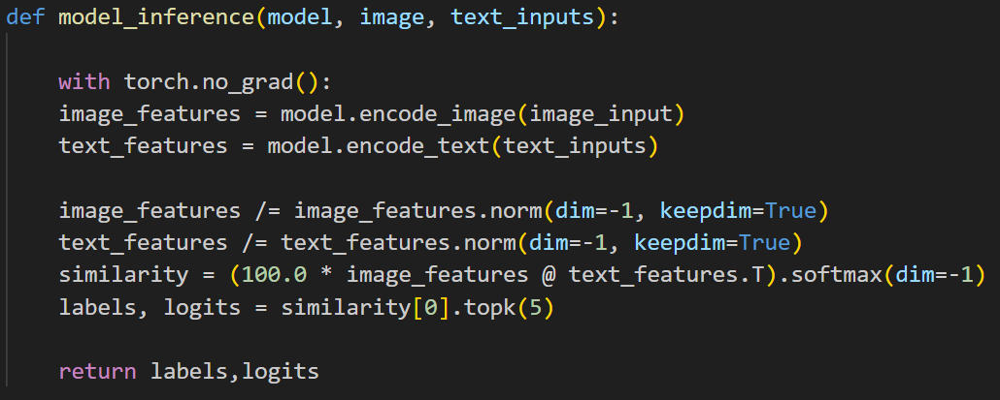 def model_inference(model, image, text_inputs):
with torch.no_grad():
image_features = model.encode_image(image_input)
text_features = model.encode_text(text_inputs)
image_features /= image_features.norm(dim=-1, keepdim=True)
text_features /= text_features.norm(dim=-1, keepdim=True)
similarity = (100.0 * image_features @ text_features.T).softmax(dim=-1)
labels, logits = similarity[0].topk(5)
return labels,logits